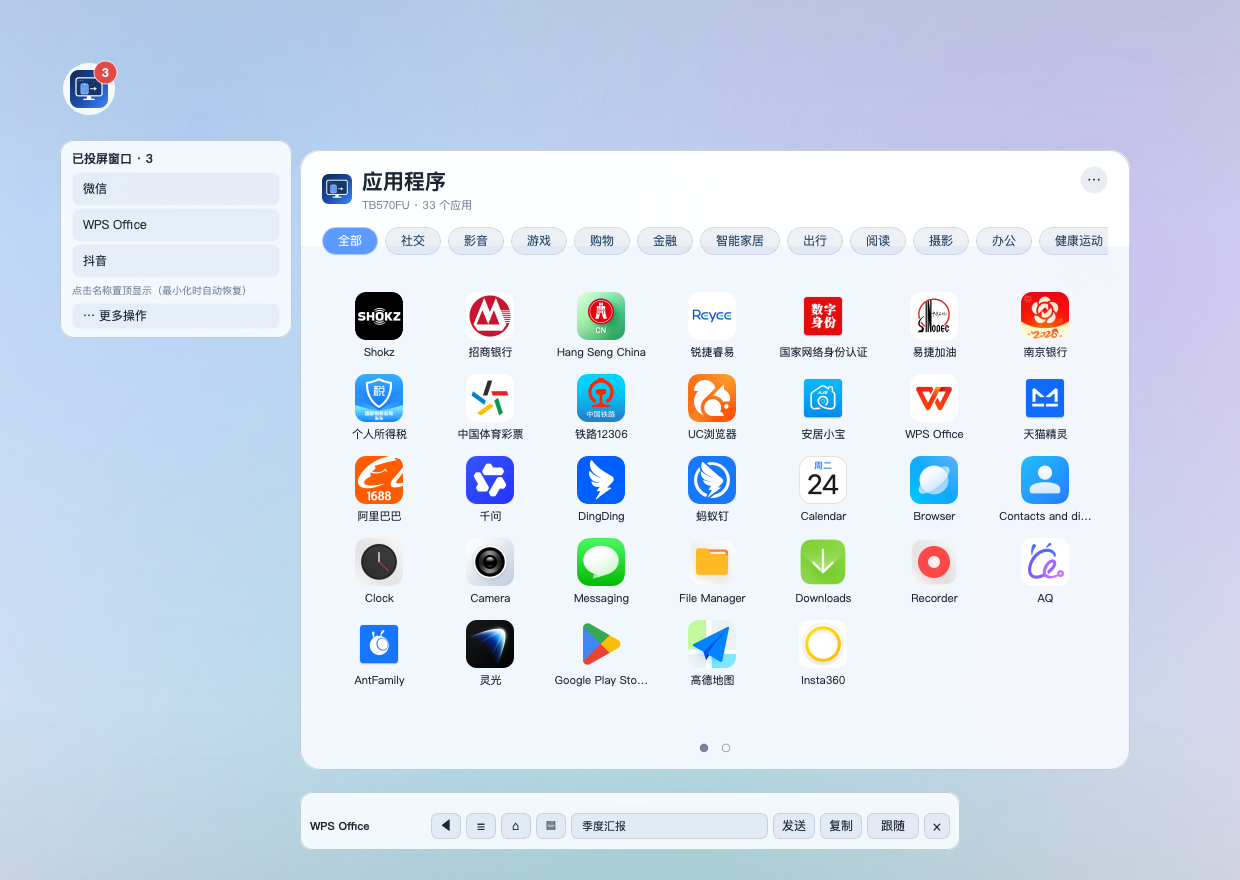 3
已投屏窗口 · 3
微信
WPS Office
抖音
点击名称置顶显示（最小化时自动恢复）
··· 更多操作
应用程序
TB570FU · 33 个应用
···
全部 社交 影音 游戏 购物 金融 智能家居 出行 阅读 摄影 办公 健康运动
SHOKZ
CN
Reyee
数字
身份
SINOPEC
2026
Shokz 招商银行 Hang Seng China 锐捷睿易 国家网络身份认证 易捷加油 南京银行
税
中国铁路
个人所得税 中国体育彩票 铁路12306 UC浏览器 安居小宝 WPS Office 天猫精灵
1688
周二
24
阿里巴巴 千问 DingDing 蚂蚁钉 Calendar Browser Contacts and di...
Clock Camera Messaging File Manager Downloads Recorder AQ
AntFamily 灵光 Google Play Sto... 高德地图 Insta360
WPS Office 季度汇报 发送 复制 跟随 ×